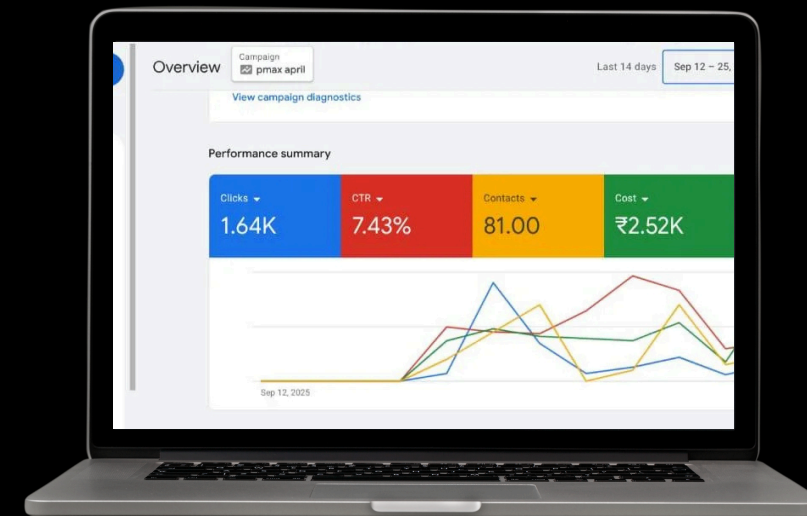 Overview
Campaign
pmax april
Last 14 days
Sep 12 – 25,
View campaign diagnostics
Performance summary
Clicks
CTR
Contacts
Cost
1.64K
7.43%
81.00
₹2.52K
Sep 12, 2025